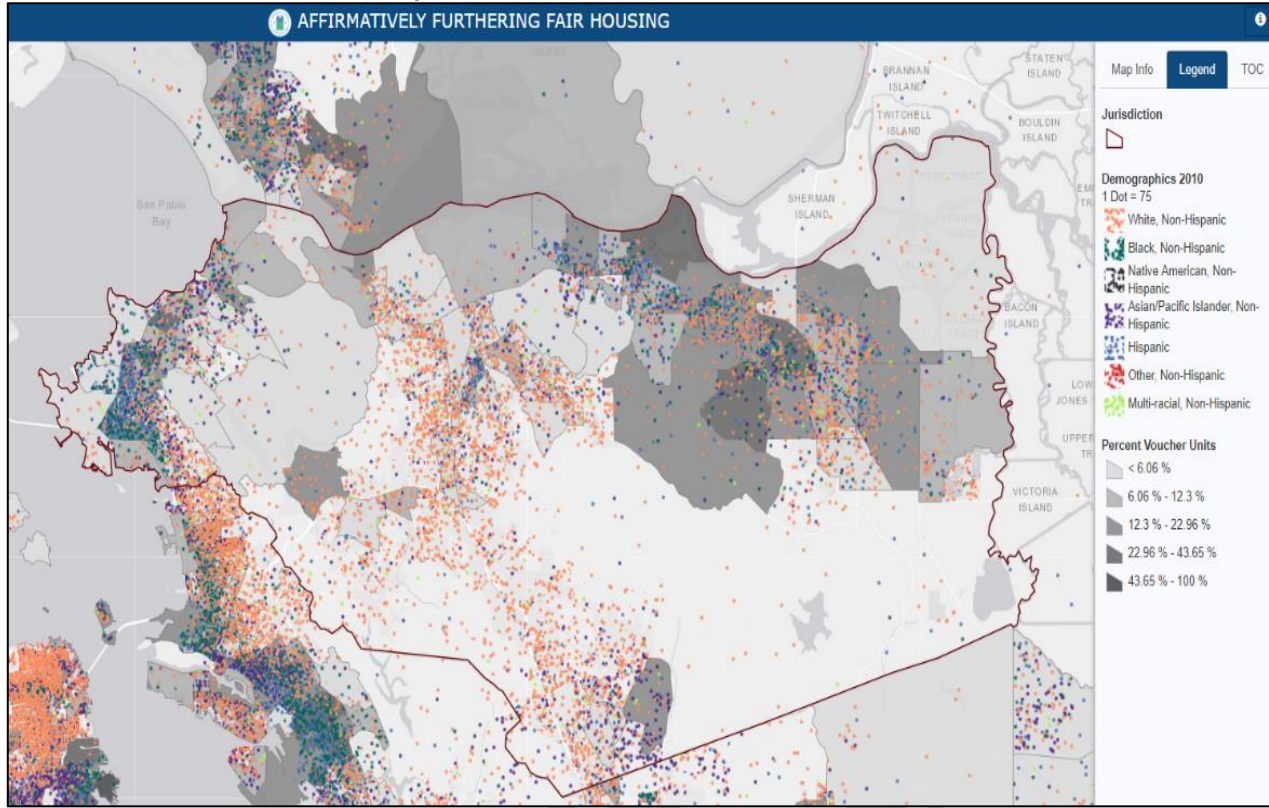 AFFIRMATIVELY FURTHERING FAIR HOUSING
Map Info Legend TOC
Jurisdiction
Demographics 2010
1 Dot = 75
White, Non-Hispanic
Black, Non-Hispanic
Native American, Non-
Hispanic
Asian/Pacific Islander, Non-
Hispanic
Hispanic
Other, Non-Hispanic
Multi-racial, Non-Hispanic
Percent Voucher Units
< 6.06 %
6.06 % - 12.3 %
12.3 % - 22.96 %
22.96 % - 43.65 %
43.65 % - 100 %
STATEN
ISLAND
BRANNAN
ISLAND
TWITCHELL
ISLAND
BOULDIN
ISLAND
SHERMAN
ISLAND
San Pablo
Bay
BACON
ISLAND
JONES
UPPER
VICTORIA
ISLAND